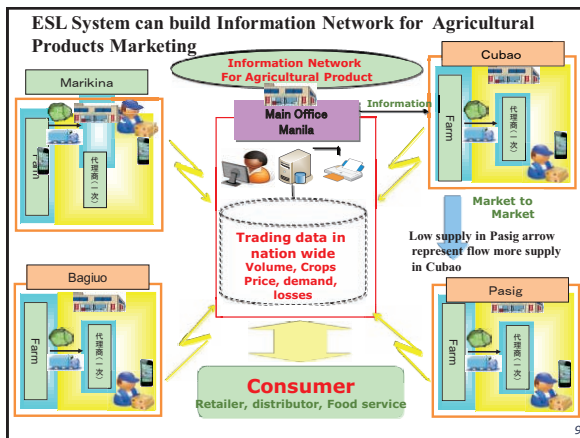 ESL System can build Information Network for Agricultural
Products Marketing
Information Network
For Agricultural Product
Marikina
Farm
代理商(一次)
Main Office
Manila
Information
Cubao
Farm
代理商(一次)
Market to
Market
Low supply in Pasig arrow
represent flow more supply
in Cubao
Trading data in
nation wide
Volume, Crops
Price, demand,
losses
Bagiuo
Farm
代理商(一次)
Pasig
Farm
代理商(一次)
Consumer
Retailer, distributor, Food service
9